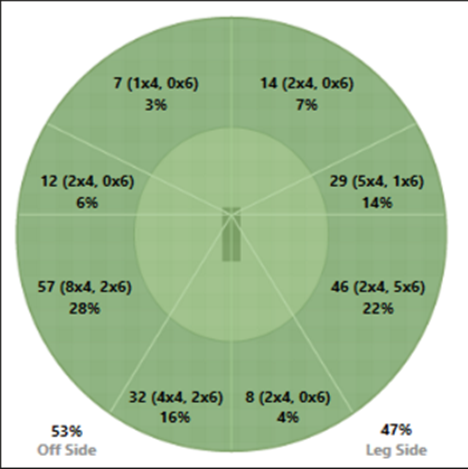 7 (1x4, 0x6)
3%
14 (2x4, 0x6)
7%
12 (2x4, 0x6)
6%
29 (5x4, 1x6)
14%
57 (8x4, 2x6)
28%
46 (2x4, 5x6)
22%
32 (4x4, 2x6)
16%
8 (2x4, 0x6)
4%
53%
Off Side
47%
Leg Side